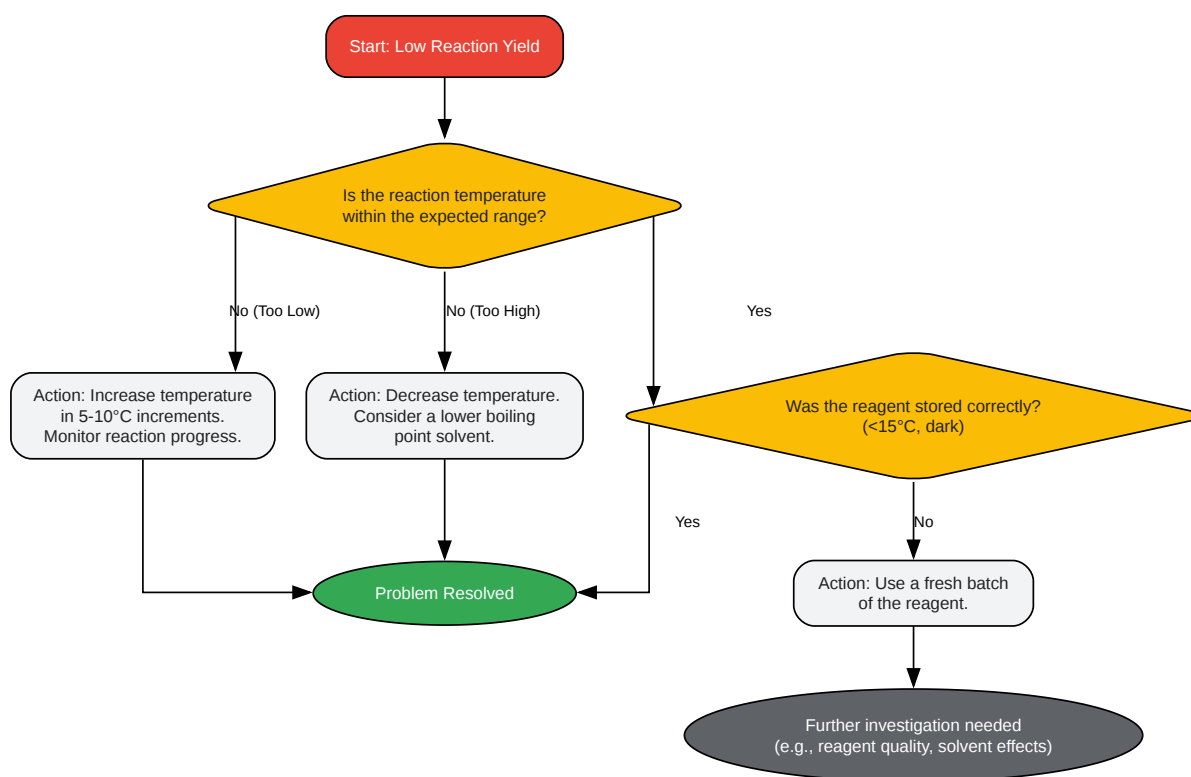 Start: Low Reaction Yield
Is the reaction temperature
within the expected range?
No (Too Low)
No (Too High)
Yes
Action: Increase temperature
in 5-10°C increments.
Monitor reaction progress.
Action: Decrease temperature.
Consider a lower boiling
point solvent.
Was the reagent stored correctly?
(<15°C, dark)
Yes
No
Problem Resolved
Action: Use a fresh batch
of the reagent.
Further investigation needed
(e.g., reagent quality, solvent effects)